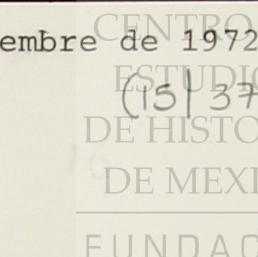 embre de 1972
(15) 37
CENTRO
ESTUDIO
DE HISTO
DE MEXI
FUNDAC